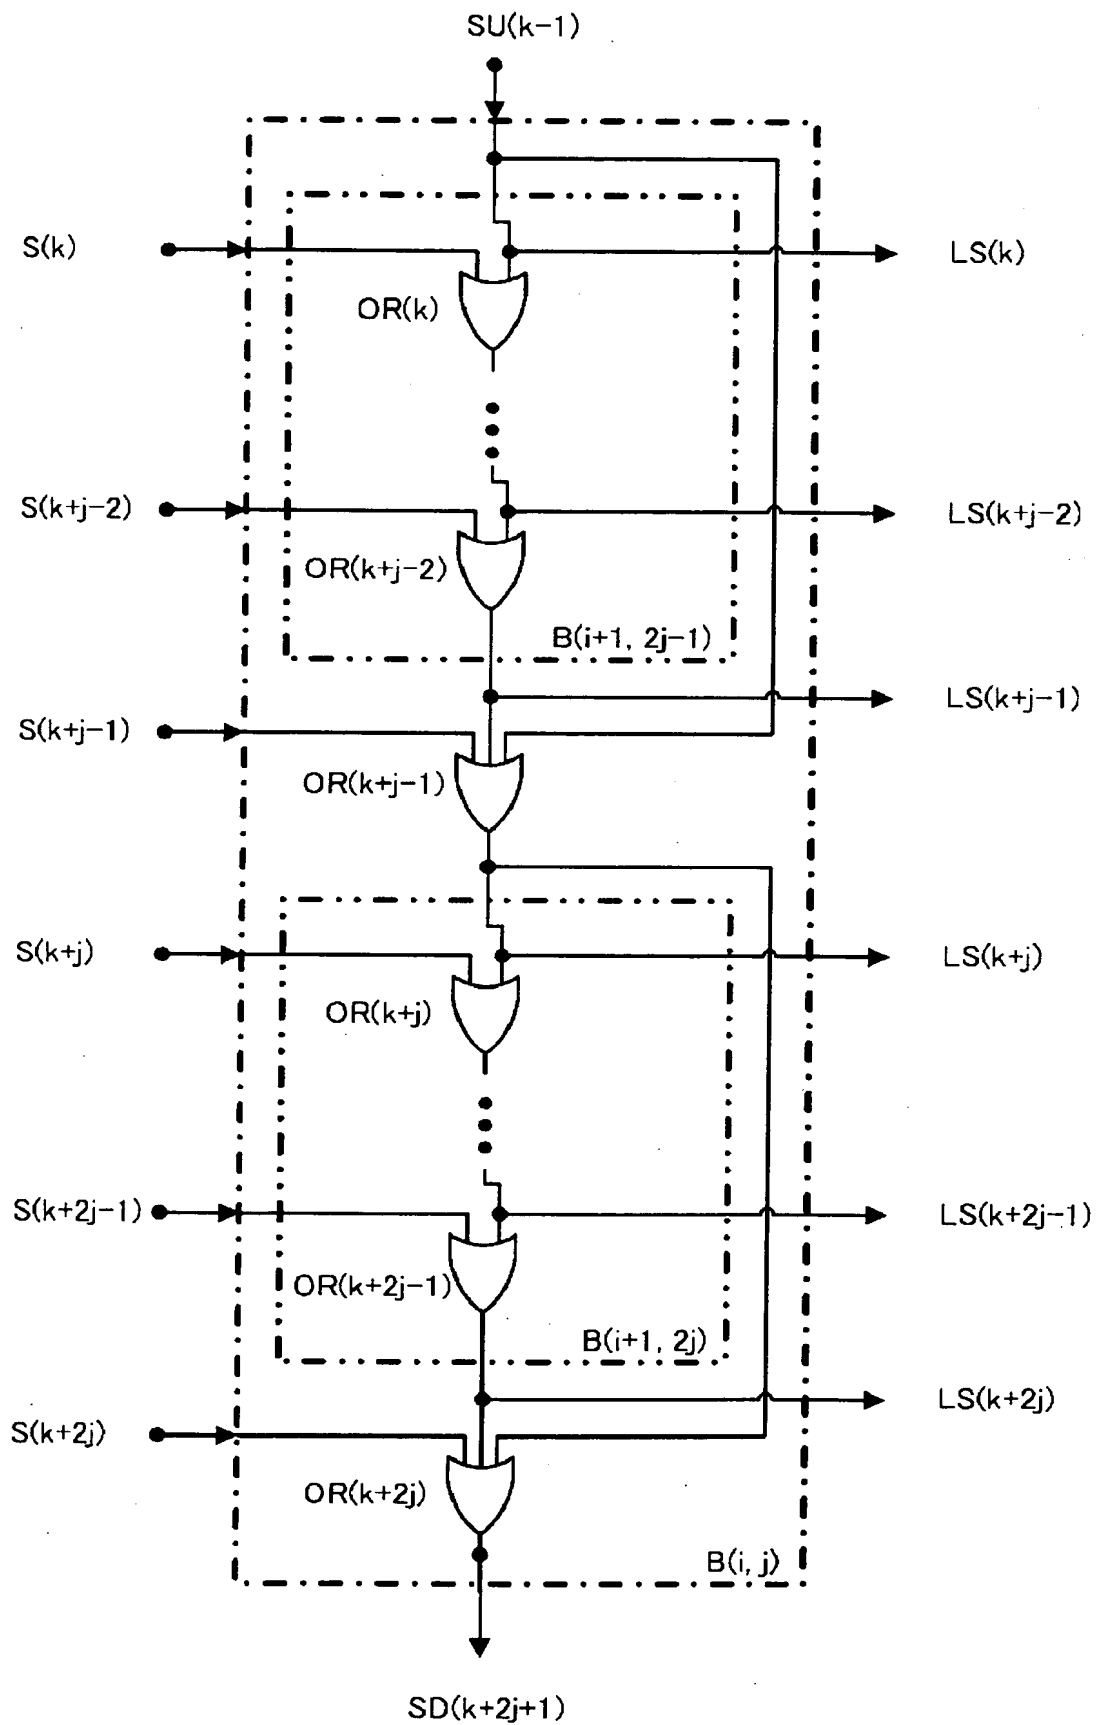 SU(k-1)
S(k)
LS(k)
OR(k)
S(k+j-2)
LS(k+j-2)
OR(k+j-2)
B(i+1, 2j-1)
LS(k+j-1)
S(k+j-1)
OR(k+j-1)
S(k+j)
LS(k+j)
OR(k+j)
S(k+2j-1)
LS(k+2j-1)
OR(k+2j-1)
B(i+1, 2j)
LS(k+2j)
S(k+2j)
OR(k+2j)
B(i, j)
SD(k+2j+1)